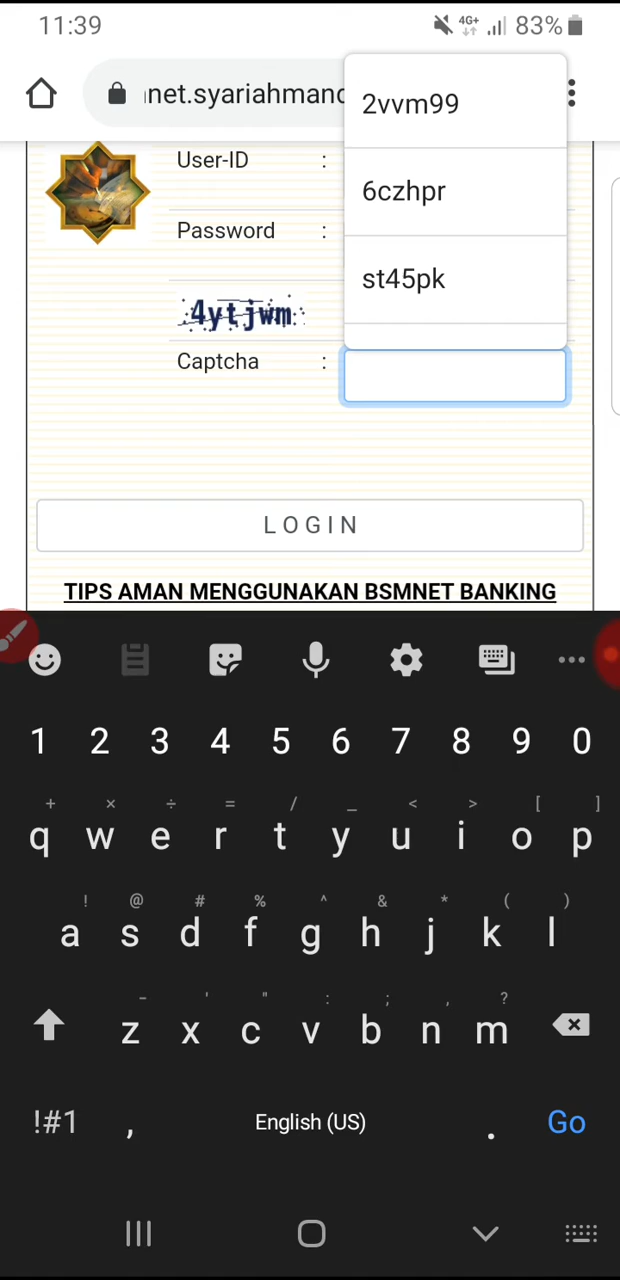 11:39
4G+ 83%
net.syariahmand
2vvm99
6czhpr
st45pk
User-ID :
Password :
4ytjwm
Captcha :
LOGIN
TIPS AMAN MENGGUNAKAN BSMNET BANKING
1 2 3 4 5 6 7 8 9 0
+ × ÷ = / _ < > [ ]
q w e r t y u i o p
! @ # % ^ & * ( )
a s d f g h j k l
- ' " : ; , ?
z x c v b n m
!#1 , English (US) . Go